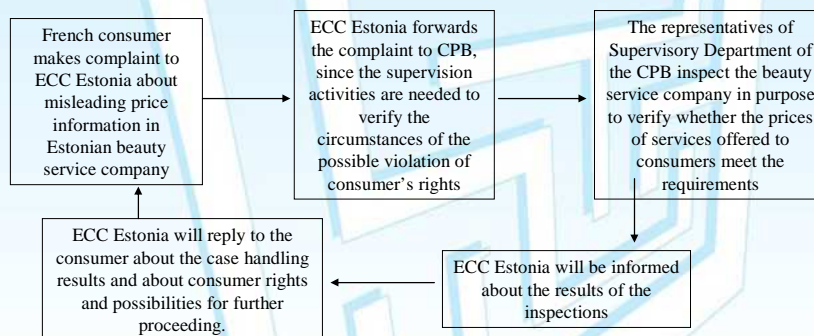 French consumer
makes complaint to
ECC Estonia about
misleading price
information in
Estonian beauty
service company
ECC Estonia forwards
the complaint to CPB,
since the supervision
activities are needed to
verify the
circumstances of the
possible violation of
consumer's rights
The representatives of
Supervisory Department of
the CPB inspect the beauty
service company in purpose
to verify whether the prices
of services offered to
consumers meet the
requirements
ECC Estonia will be informed
about the results of the
inspections
ECC Estonia will reply to the
consumer about the case handling
results and about consumer rights
and possibilities for further
proceeding.